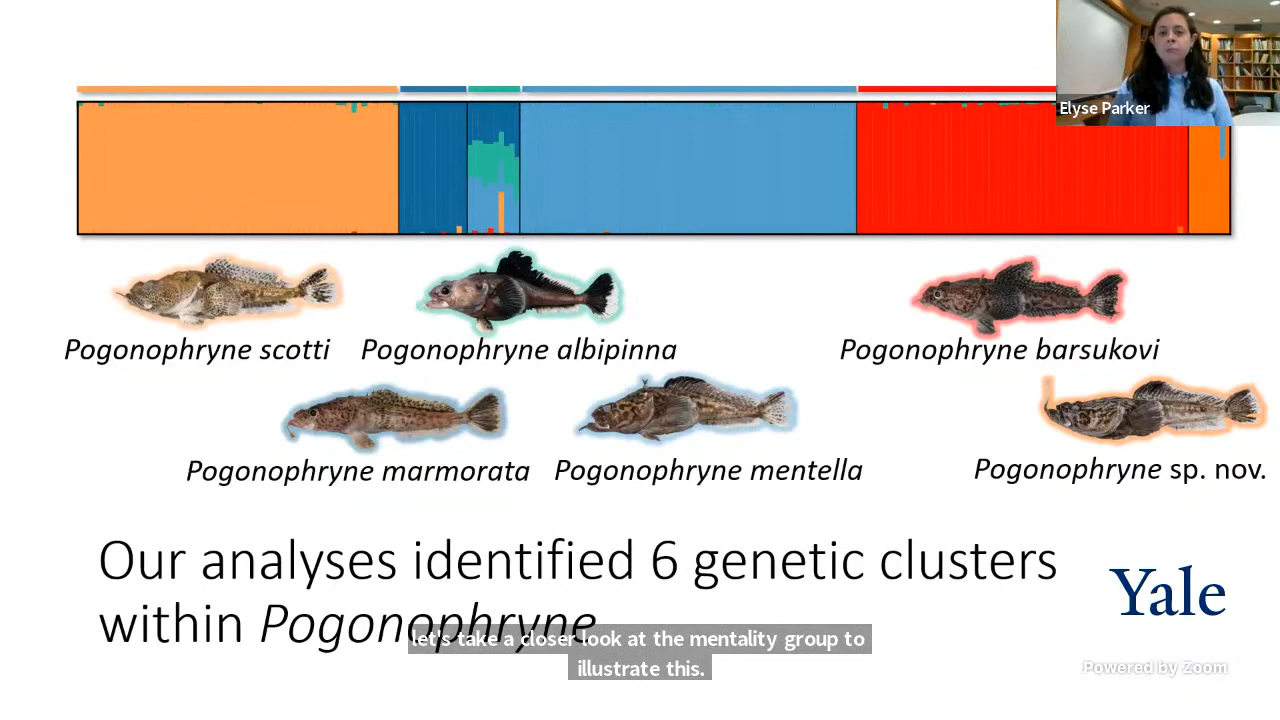 Elyse Parker
Pogonophryne scotti
Pogonophryne albipinna
Pogonophryne barsukovi
Pogonophryne marmorata
Pogonophryne mentella
Pogonophryne sp. nov.
Our analyses identified 6 genetic clusters
within Pogonophryne
Yale
let's take a closer look at the mentality group to
illustrate this.
Powered by Zoom